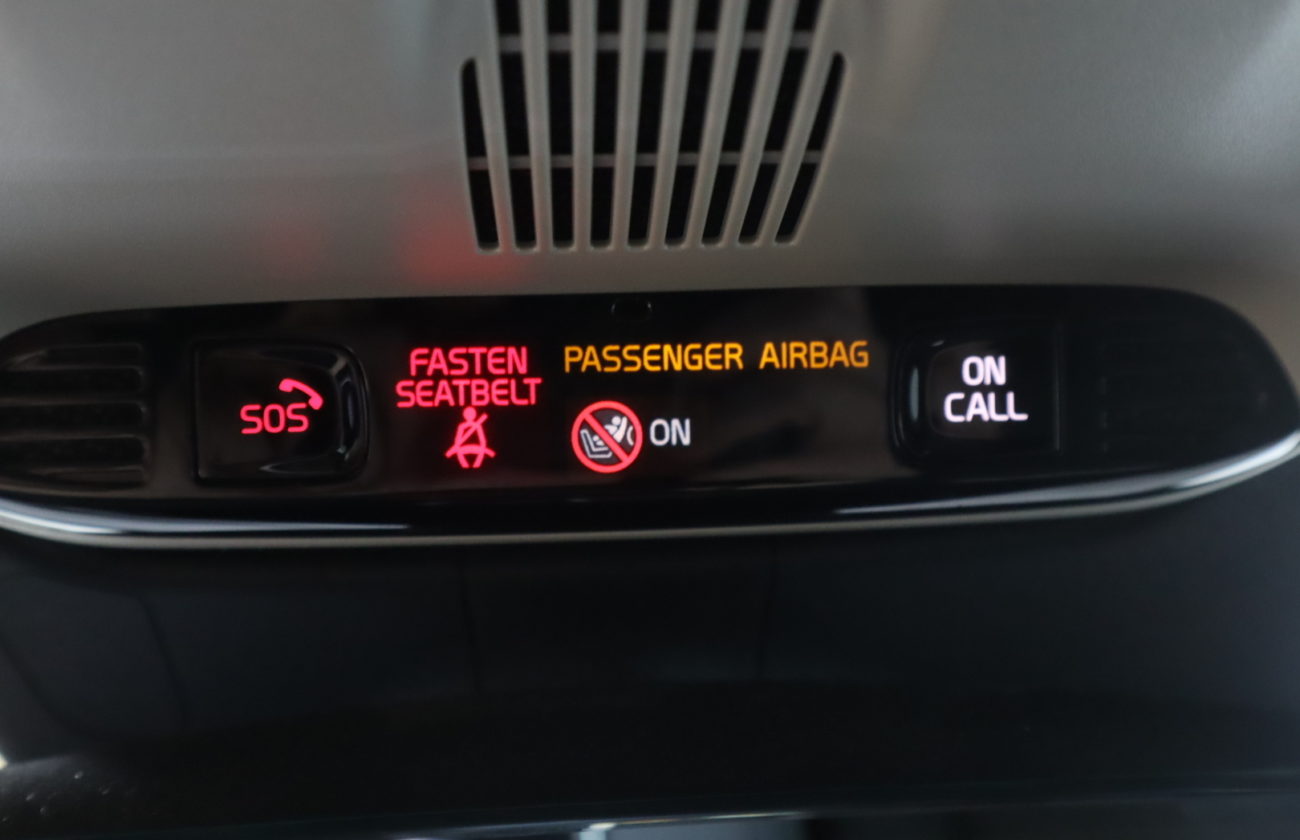 SOS
FASTEN
SEATBELT
PASSENGER AIRBAG
ON
ON
CALL